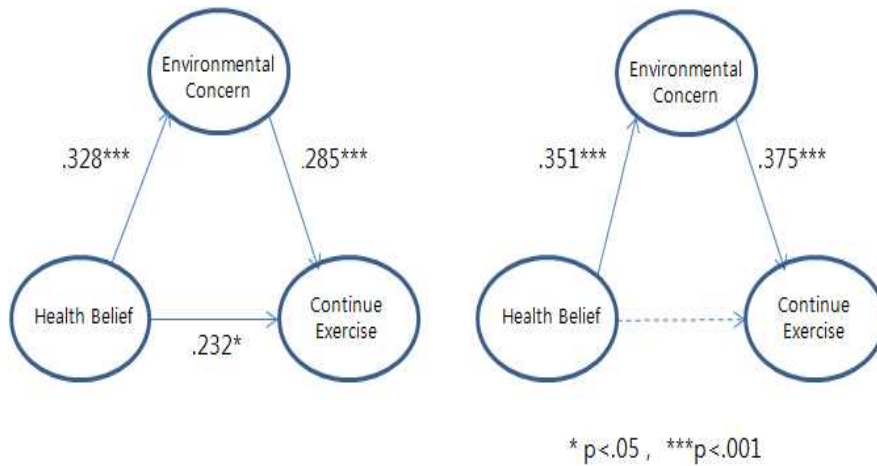 Environmental
Concern
.328***
.285***
Health Belief
Continue
Exercise
.232*
Environmental
Concern
.351***
.375***
Health Belief
Continue
Exercise
* p<.05 ,  ***p<.001